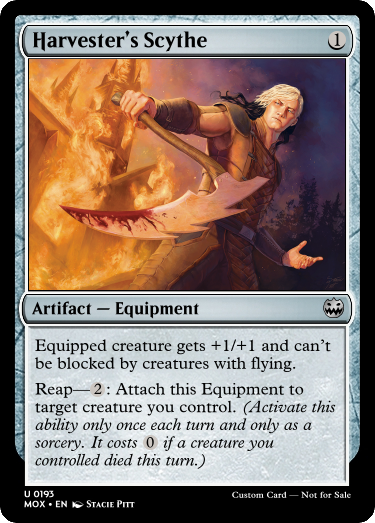 Harvester's Scythe 1
Artifact — Equipment
Equipped creature gets +1/+1 and can't
be blocked by creatures with flying.
Reap—2: Attach this Equipment to
target creature you control. (Activate this
ability only once each turn and only as a
sorcery. It costs 0 if a creature you
controlled died this turn.)
U 0193
MOX • EN Stacie Pitt
Custom Card — Not for Sale